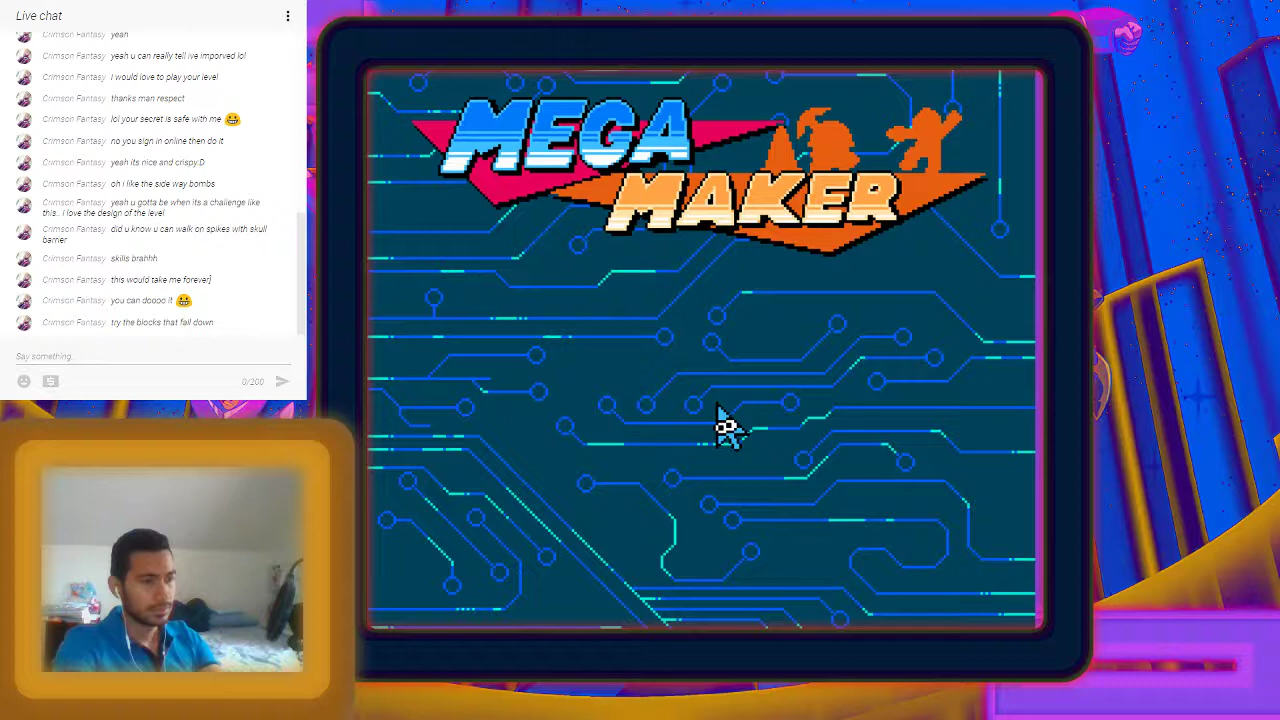 Live chat
Crimson Fantasy yeah
Crimson Fantasy yeah u can really tell ive imporved lol
Crimson Fantasy I would love to play your level
Crimson Fantasy thanks man respect
Crimson Fantasy lol your secret is safe with me 😀
Crimson Fantasy no you sign in online then do it
Crimson Fantasy yeah its nice and crispy:D
Crimson Fantasy oh i like the side way bombs
Crimson Fantasy yeah u gotta be when its a challenge like
this.. I love the design of the level
Crimson Fantasy can walk on spikes with skull
barrier
Crimson Fantasy skills brahhh
Crimson Fantasy this would take me forever]
Crimson Fantasy you can doooo it 😀
Crimson Fantasy try the blocks that fall down
Say something...
0/200
MEGA
MAKER